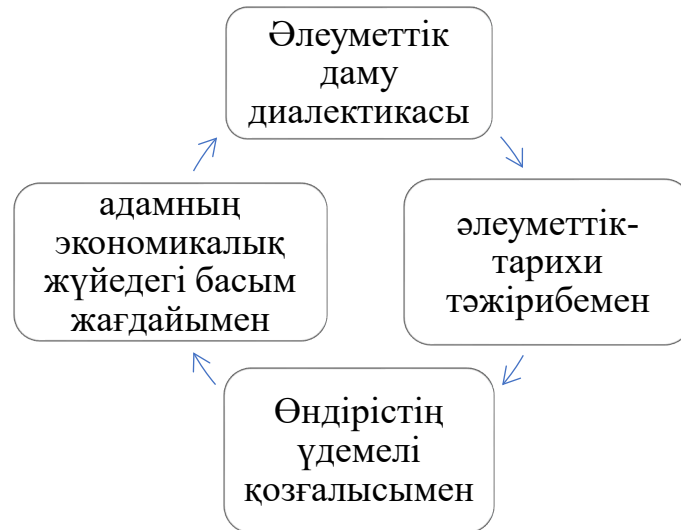 Әлеуметтік
даму
диалектикасы
әлеуметтік-
тарихи
тәжірибемен
Өндірістің
үдемелі
қозғалысымен
адамның
экономикалық
жүйедегі басым
жағдайымен